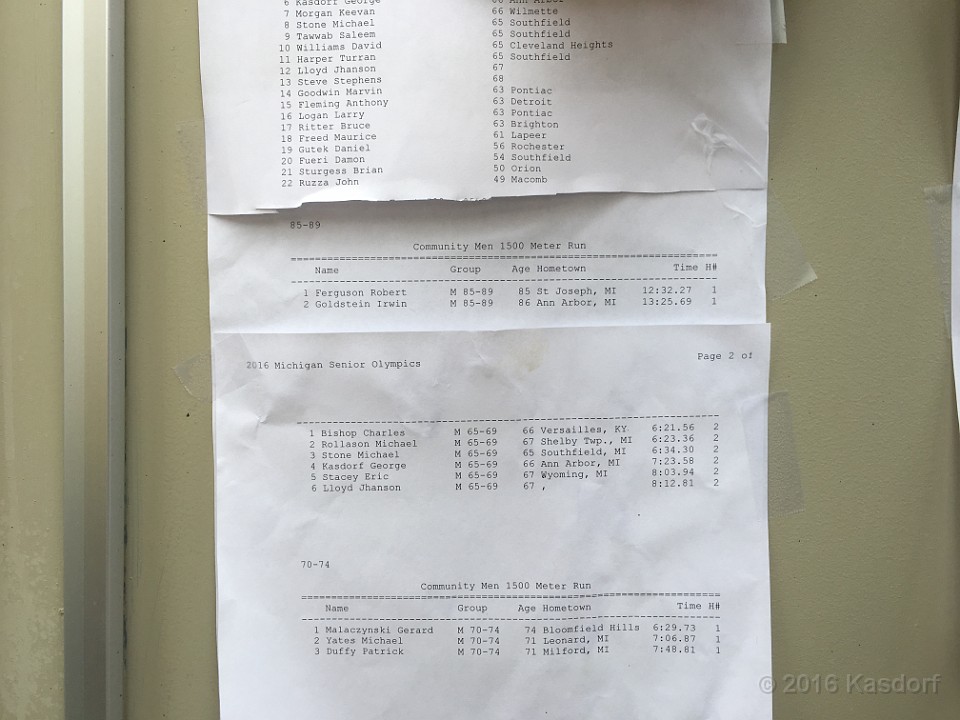 6 Kasdorf George 66 Ann Arbor
7 Morgan Keevan 66 Wilmette
8 Stone Michael 65 Southfield
9 Tawwab Saleem 65 Southfield
10 Williams David 65 Cleveland Heights
11 Harper Turran 65 Southfield
12 Lloyd Jhanson 67
13 Steve Stephens 68
14 Goodwin Marvin 63 Pontiac
15 Fleming Anthony 63 Detroit
16 Logan Larry 63 Pontiac
17 Ritter Bruce 63 Brighton
18 Freed Maurice 61 Lapeer
19 Gutek Daniel 56 Rochester
20 Fueri Damon 54 Southfield
21 Sturgess Brian 50 Orion
22 Ruzza John 49 Macomb
85-89
Community Men 1500 Meter Run
Name Group Age Hometown Time H#
1 Ferguson Robert M 85-89 85 St Joseph, MI 12:32.27 1
2 Goldstein Irwin M 85-89 86 Ann Arbor, MI 13:25.69 1
2016 Michigan Senior Olympics Page 2 of
1 Bishop Charles M 65-69 66 Versailles, KY 6:21.56 2
2 Rollason Michael M 65-69 67 Shelby Twp., MI 6:23.36 2
3 Stone Michael M 65-69 65 Southfield, MI 6:34.30 2
4 Kasdorf George M 65-69 66 Ann Arbor, MI 7:23.58 2
5 Stacey Eric M 65-69 67 Wyoming, MI 8:03.94 2
6 Lloyd Jhanson M 65-69 67 , 8:12.81 2
70-74
Community Men 1500 Meter Run
Name Group Age Hometown Time H#
1 Malaczynski Gerard M 70-74 74 Bloomfield Hills 6:29.73 1
2 Yates Michael M 70-74 71 Leonard, MI 7:06.87 1
3 Duffy Patrick M 70-74 71 Milford, MI 7:48.81 1
© 2016 Kasdorf